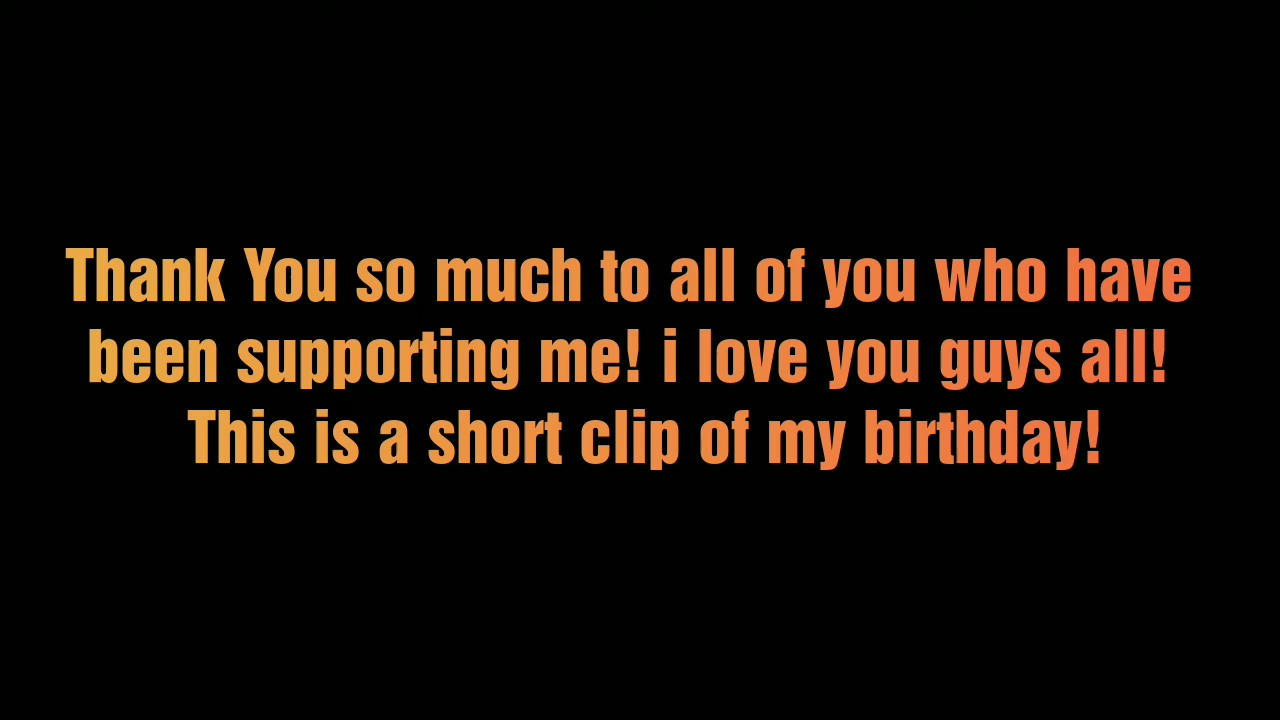 Thank You so much to all of you who have
been supporting me! i love you guys all!
This is a short clip of my birthday!